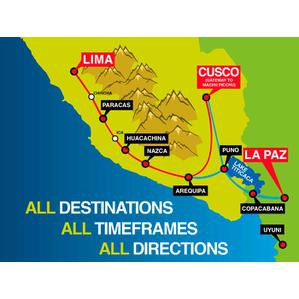 LIMA
CUSCO
(GATEWAY TO
MACHU PICCHU)
CHINCHA
PARACAS
ICA
HUACACHINA
NAZCA
PUNO
LA PAZ
LAKE
TITICACA
AREQUIPA
COPACABANA
UYUNI
ALL DESTINATIONS
ALL TIMEFRAMES
ALL DIRECTIONS